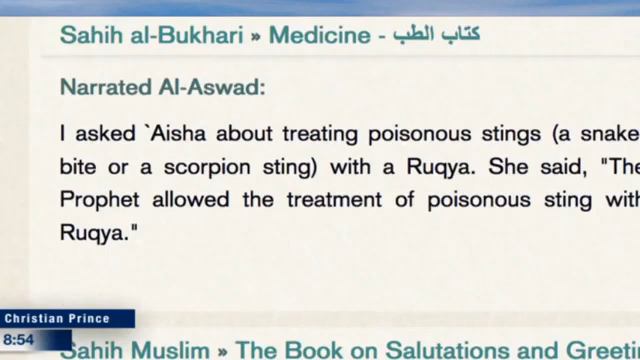 Sahih al-Bukhari » Medicine - كتاب الطب
Narrated Al-Aswad:
I asked `Aisha about treating poisonous stings (a snake
bite or a scorpion sting) with a Ruqya. She said, "The
Prophet allowed the treatment of poisonous sting with
Ruqya."
Christian Prince
8:54
Sahih Muslim » The Book on Salutations and Greeti